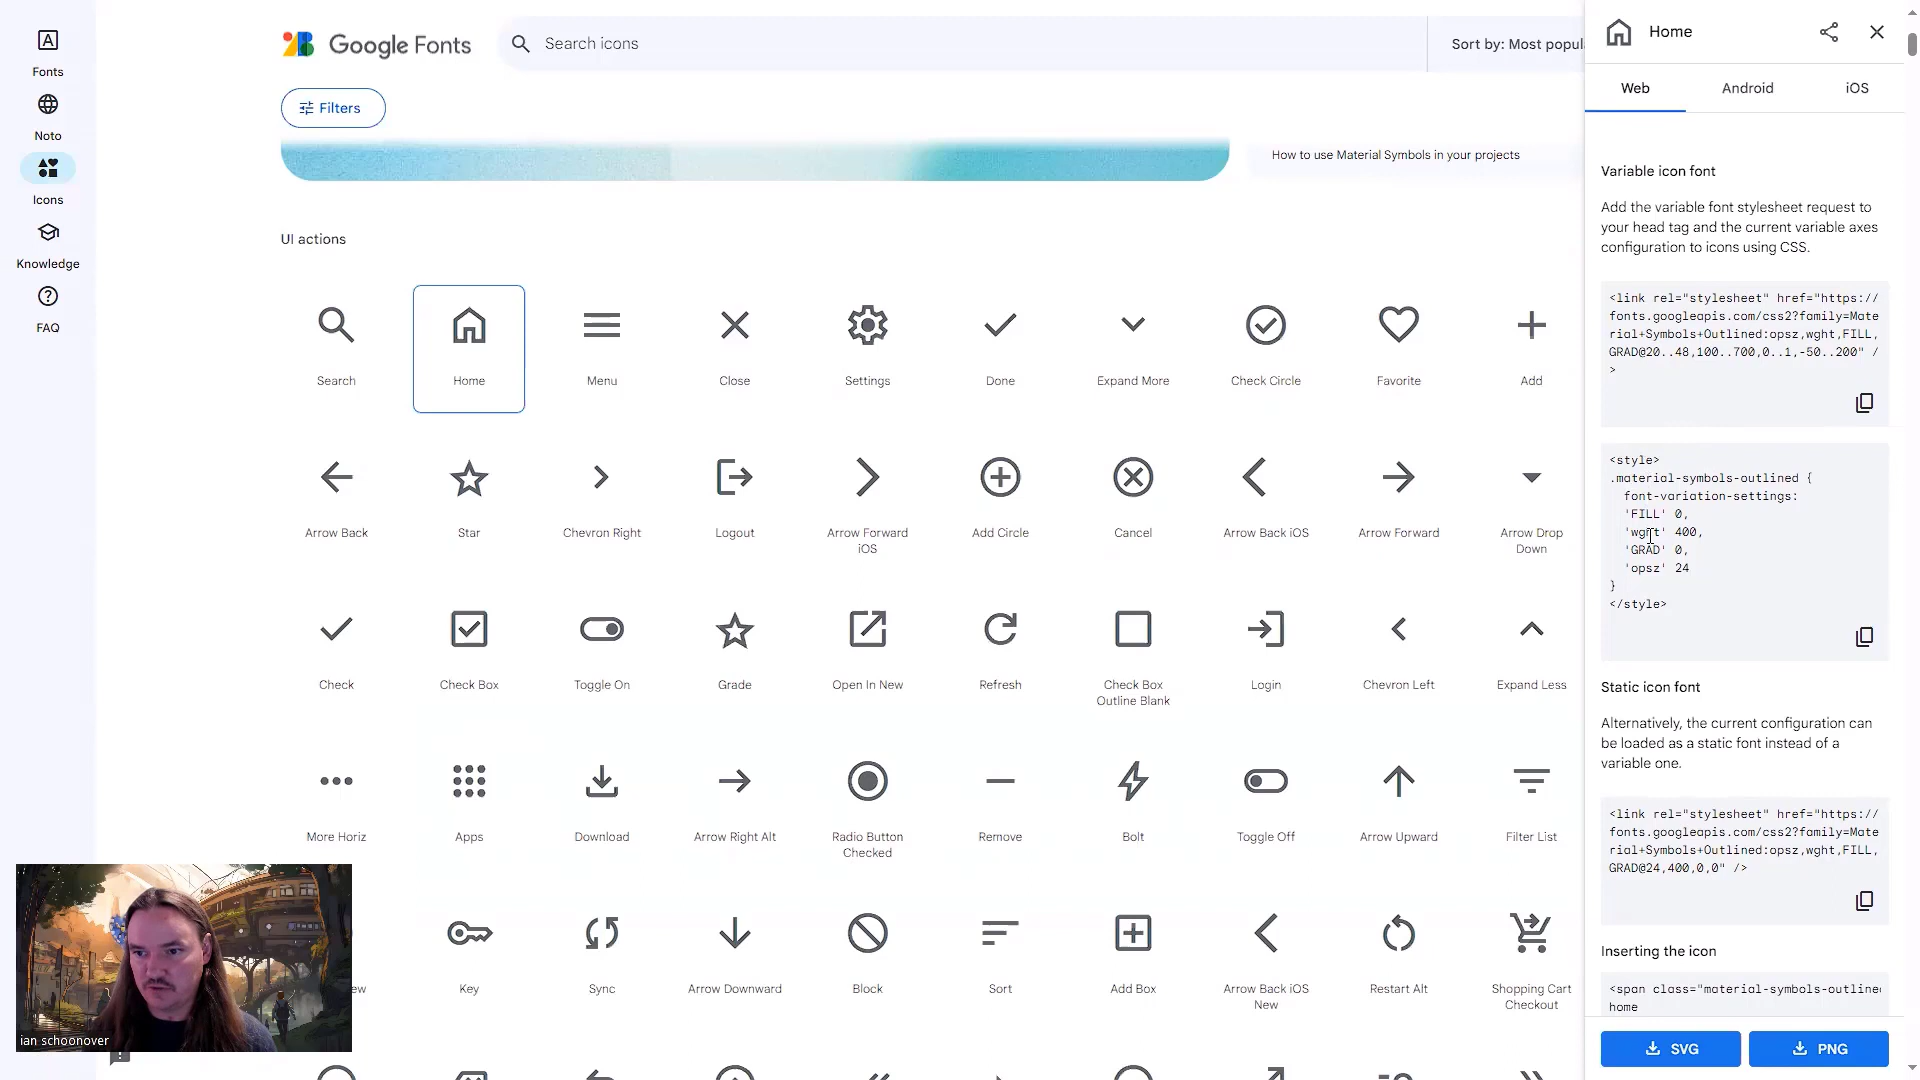 Fonts
Noto
Icons
Knowledge
FAQ
Google Fonts
Search icons
Sort by: Most popul
Filters
How to use Material Symbols in your projects
UI actions
Search
Home
Menu
Close
Settings
Done
Expand More
Check Circle
Favorite
Add
Arrow Back
Star
Chevron Right
Logout
Arrow Forward
iOS
Add Circle
Cancel
Arrow Back iOS
Arrow Forward
Arrow Drop
Down
Check
Check Box
Toggle On
Grade
Open In New
Refresh
Check Box
Outline Blank
Login
Chevron Left
Expand Less
More Horiz
Apps
Download
Arrow Right Alt
Radio Button
Checked
Remove
Bolt
Toggle Off
Arrow Upward
Filter List
ew
Key
Sync
Arrow Downward
Block
Sort
Add Box
Arrow Back iOS
New
Restart Alt
Shopping Cart
Checkout
ian schoonover
Home
Web
Android
iOS
Variable icon font
Add the variable font stylesheet request to
your head tag and the current variable axes
configuration to icons using CSS.
<link rel="stylesheet" href="https://
fonts.googleapis.com/css2?family=Mate
rial+Symbols+Outlined:opsz,wght,FILL,
GRAD@20..48,100..700,0..1,-50..200" /
>
<style>
.material-symbols-outlined {
font-variation-settings:
'FILL' 0,
'wght' 400,
'GRAD' 0,
'opsz' 24
}
</style>
Static icon font
Alternatively, the current configuration can
be loaded as a static font instead of a
variable one.
<link rel="stylesheet" href="https://
fonts.googleapis.com/css2?family=Mate
rial+Symbols+Outlined:opsz,wght,FILL,
GRAD@24,400,0,0" />
Inserting the icon
<span class="material-symbols-outline
home
SVG
PNG